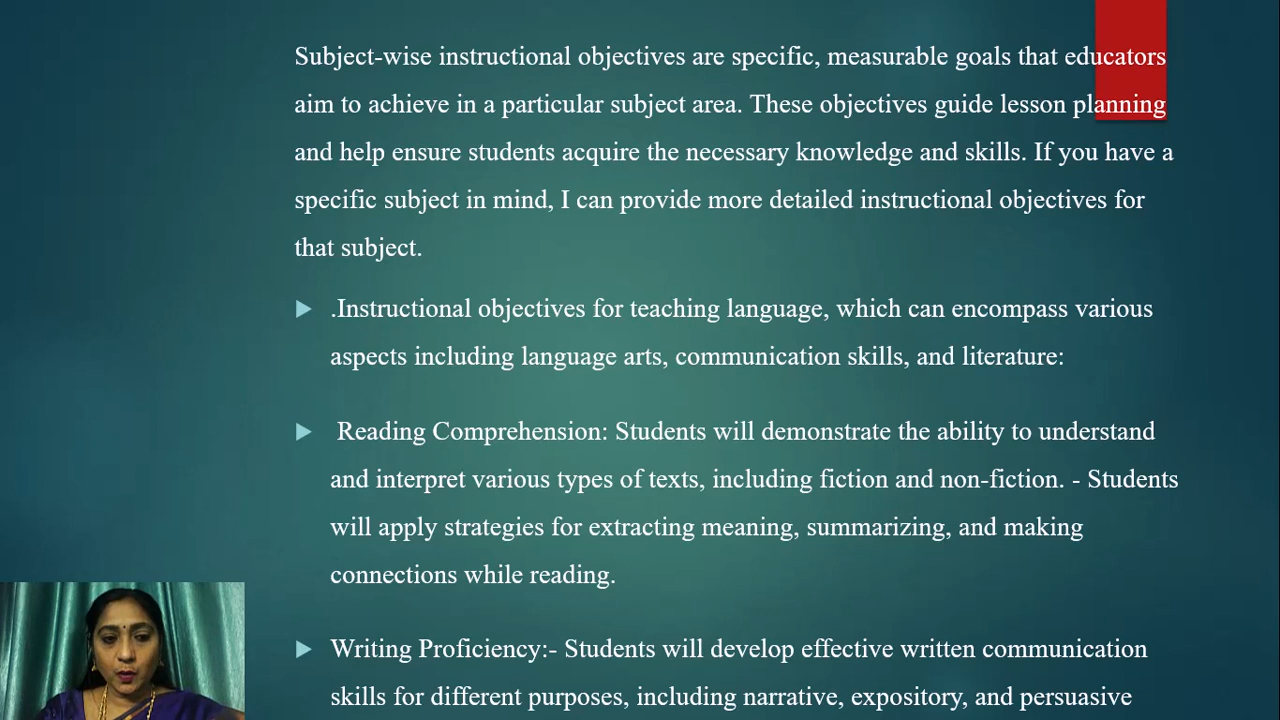 Subject-wise instructional objectives are specific, measurable goals that educators
aim to achieve in a particular subject area. These objectives guide lesson planning
and help ensure students acquire the necessary knowledge and skills. If you have a
specific subject in mind, I can provide more detailed instructional objectives for
that subject.
.Instructional objectives for teaching language, which can encompass various
aspects including language arts, communication skills, and literature:
Reading Comprehension: Students will demonstrate the ability to understand
and interpret various types of texts, including fiction and non-fiction. - Students
will apply strategies for extracting meaning, summarizing, and making
connections while reading.
Writing Proficiency:- Students will develop effective written communication
skills for different purposes, including narrative, expository, and persuasive